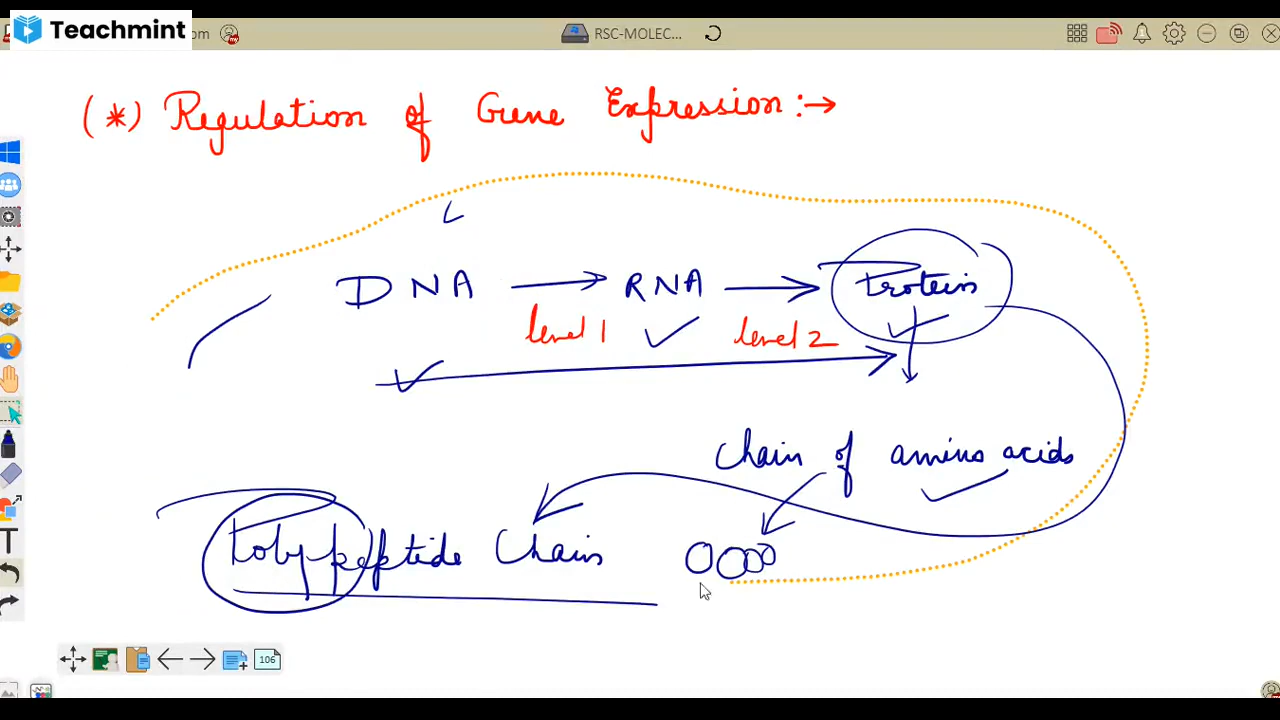 Teachmint
om
RSC-MOLEC...
(*) Regulation of Gene Expression :→
DNA → RNA → Protein
level 1 level 2
Chain of amino acids
Polypeptide Chain
106
T